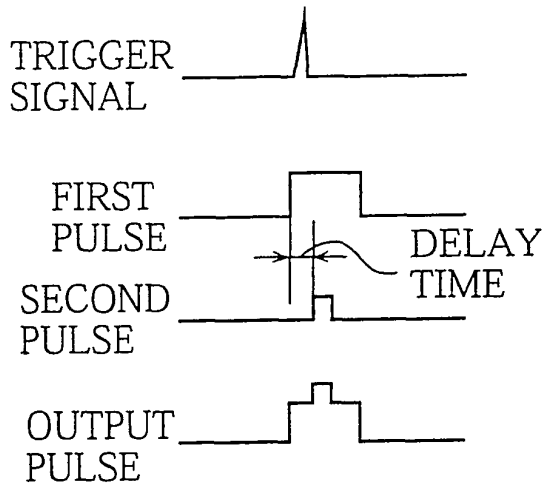 TRIGGER
SIGNAL
FIRST
PULSE
DELAY
TIME
SECOND
PULSE
OUTPUT
PULSE